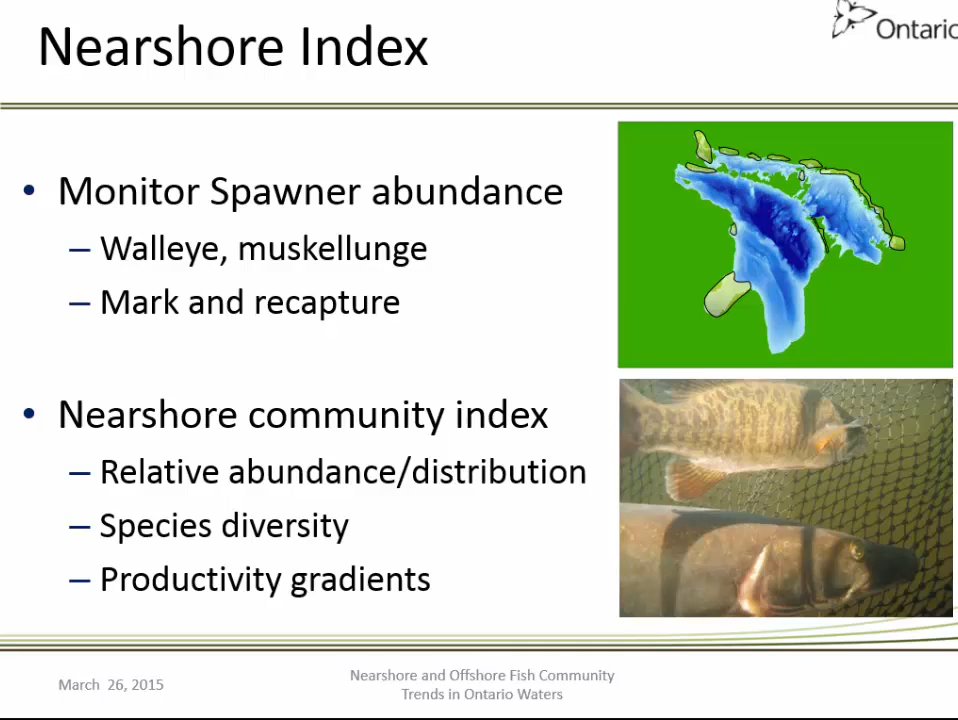 Nearshore Index
Ontario
• Monitor Spawner abundance
– Walleye, muskellunge
– Mark and recapture
• Nearshore community index
– Relative abundance/distribution
– Species diversity
– Productivity gradients
March 26, 2015
Nearshore and Offshore Fish Community
Trends in Ontario Waters